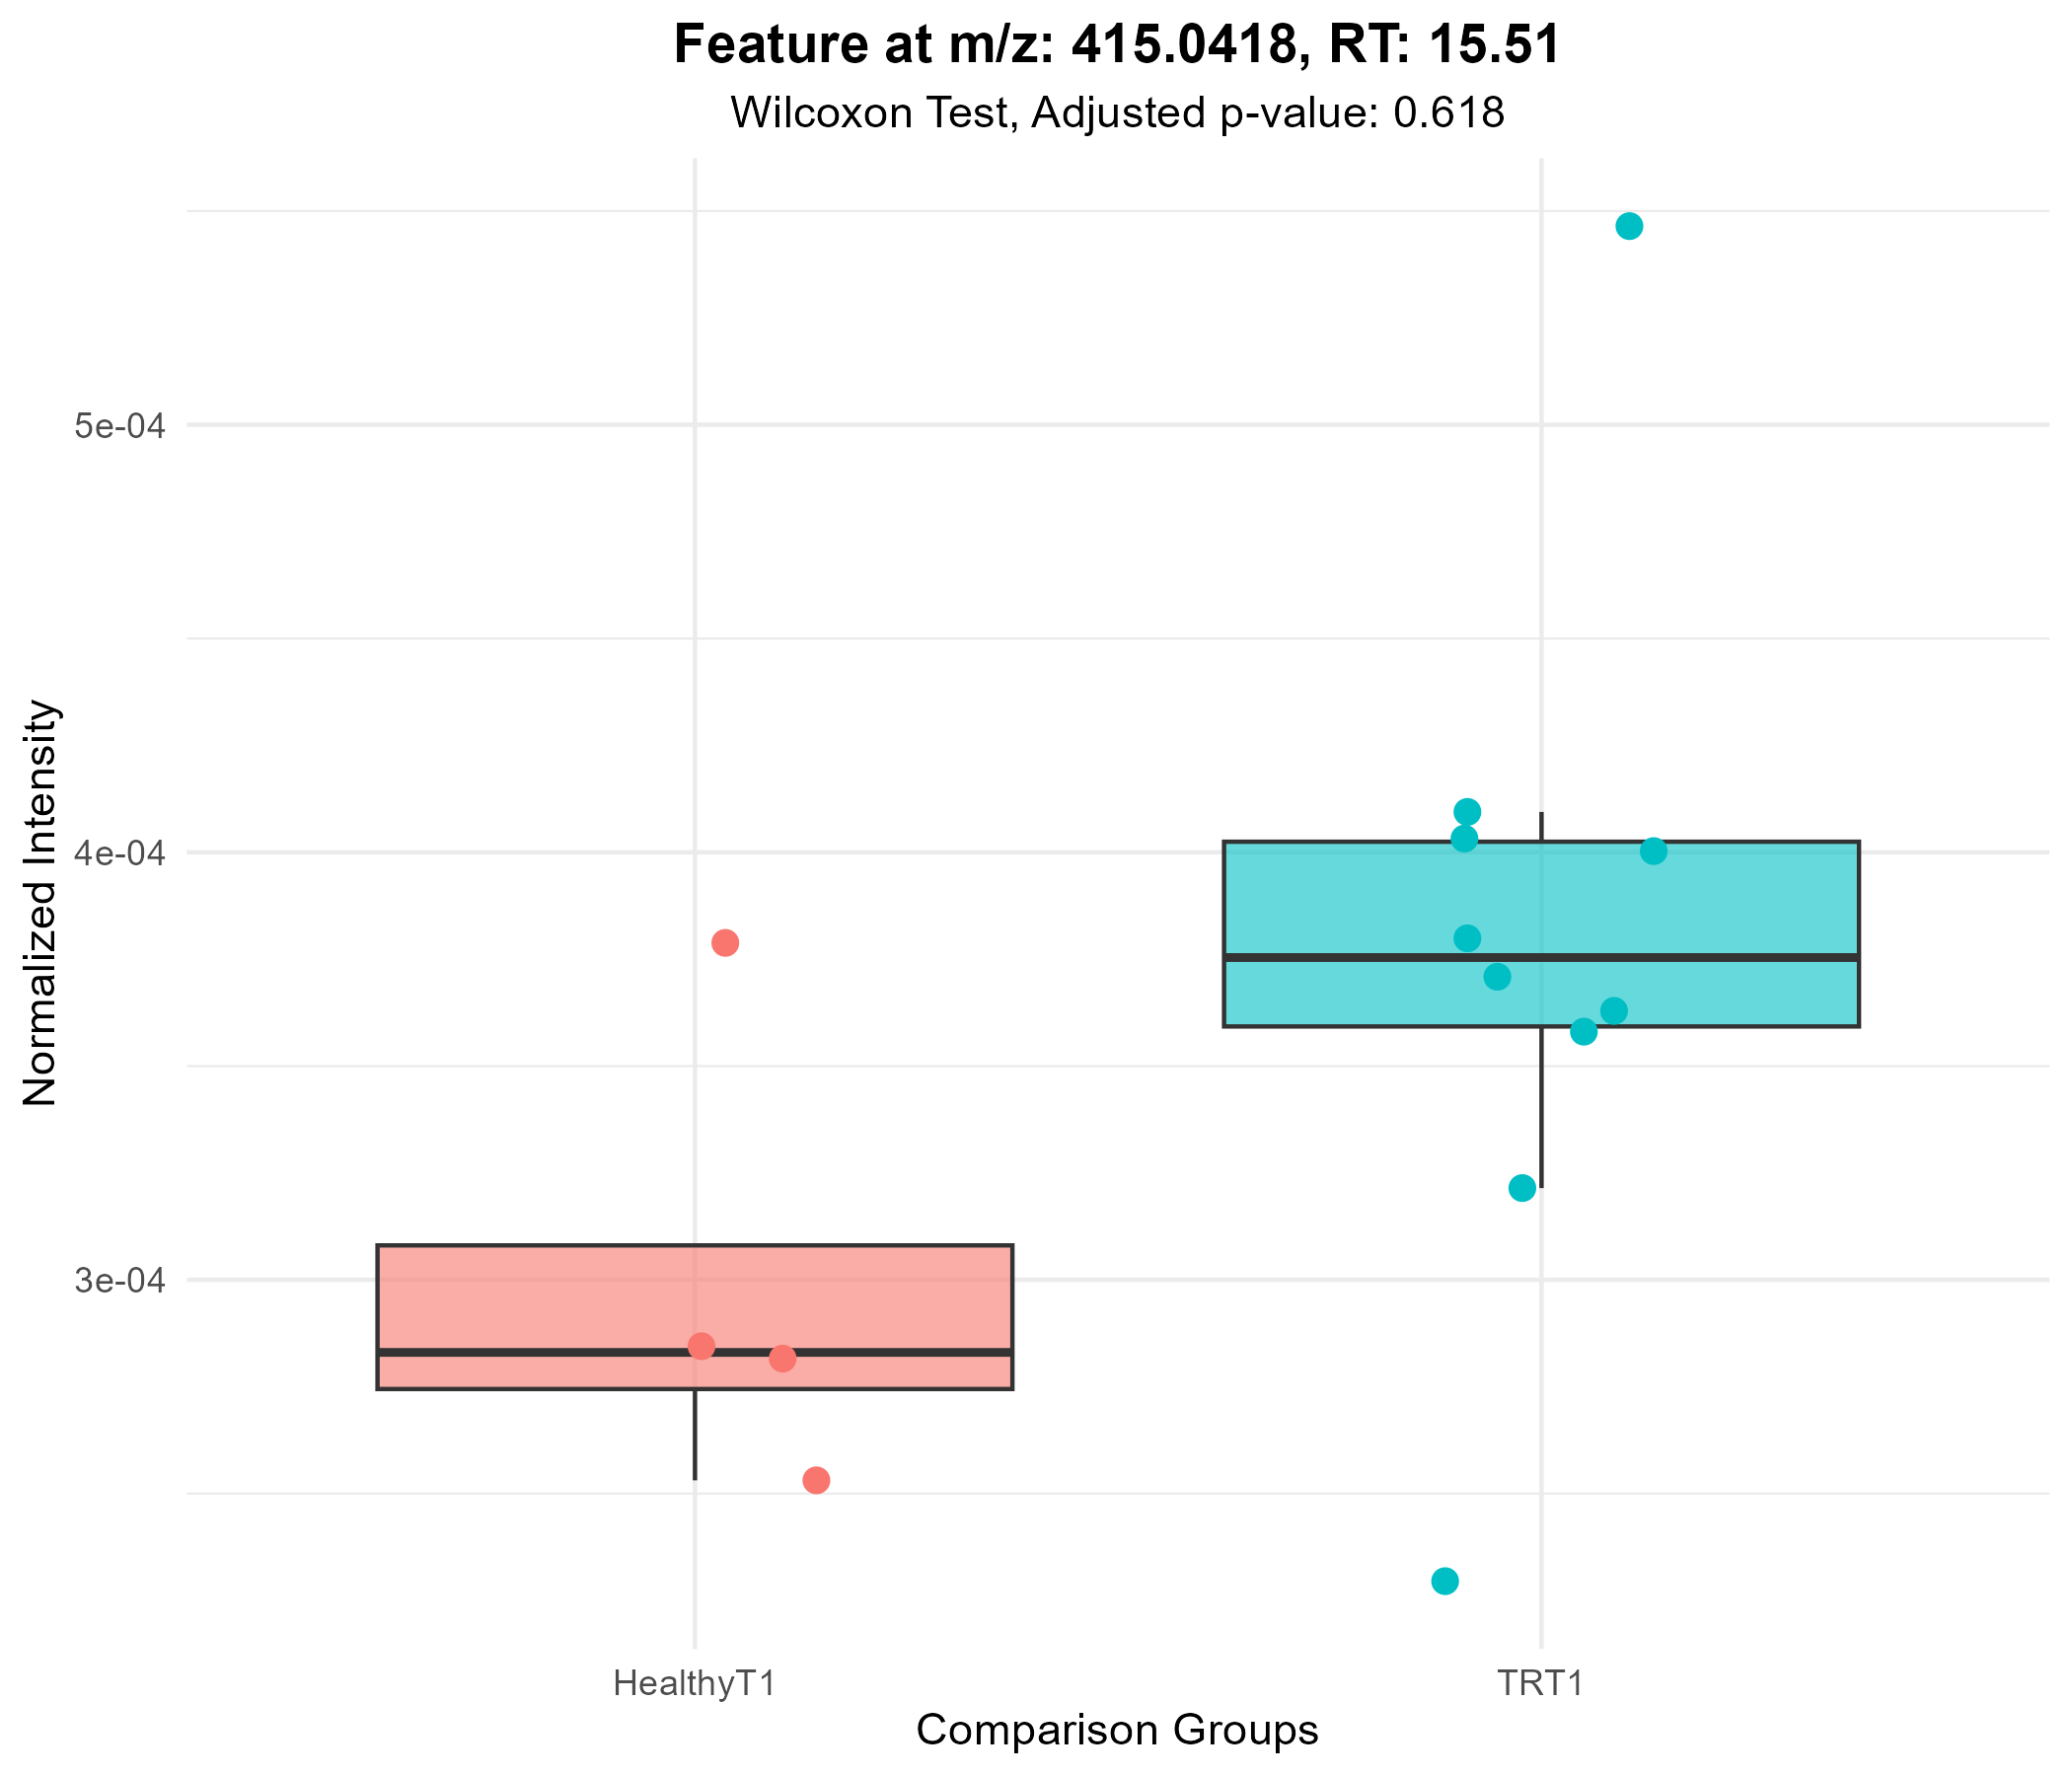 Feature at m/z: 415.0418, RT: 15.51
Wilcoxon Test, Adjusted p-value: 0.618
Normalized Intensity
5e-04
4e-04
3e-04
HealthyT1
TRT1
Comparison Groups